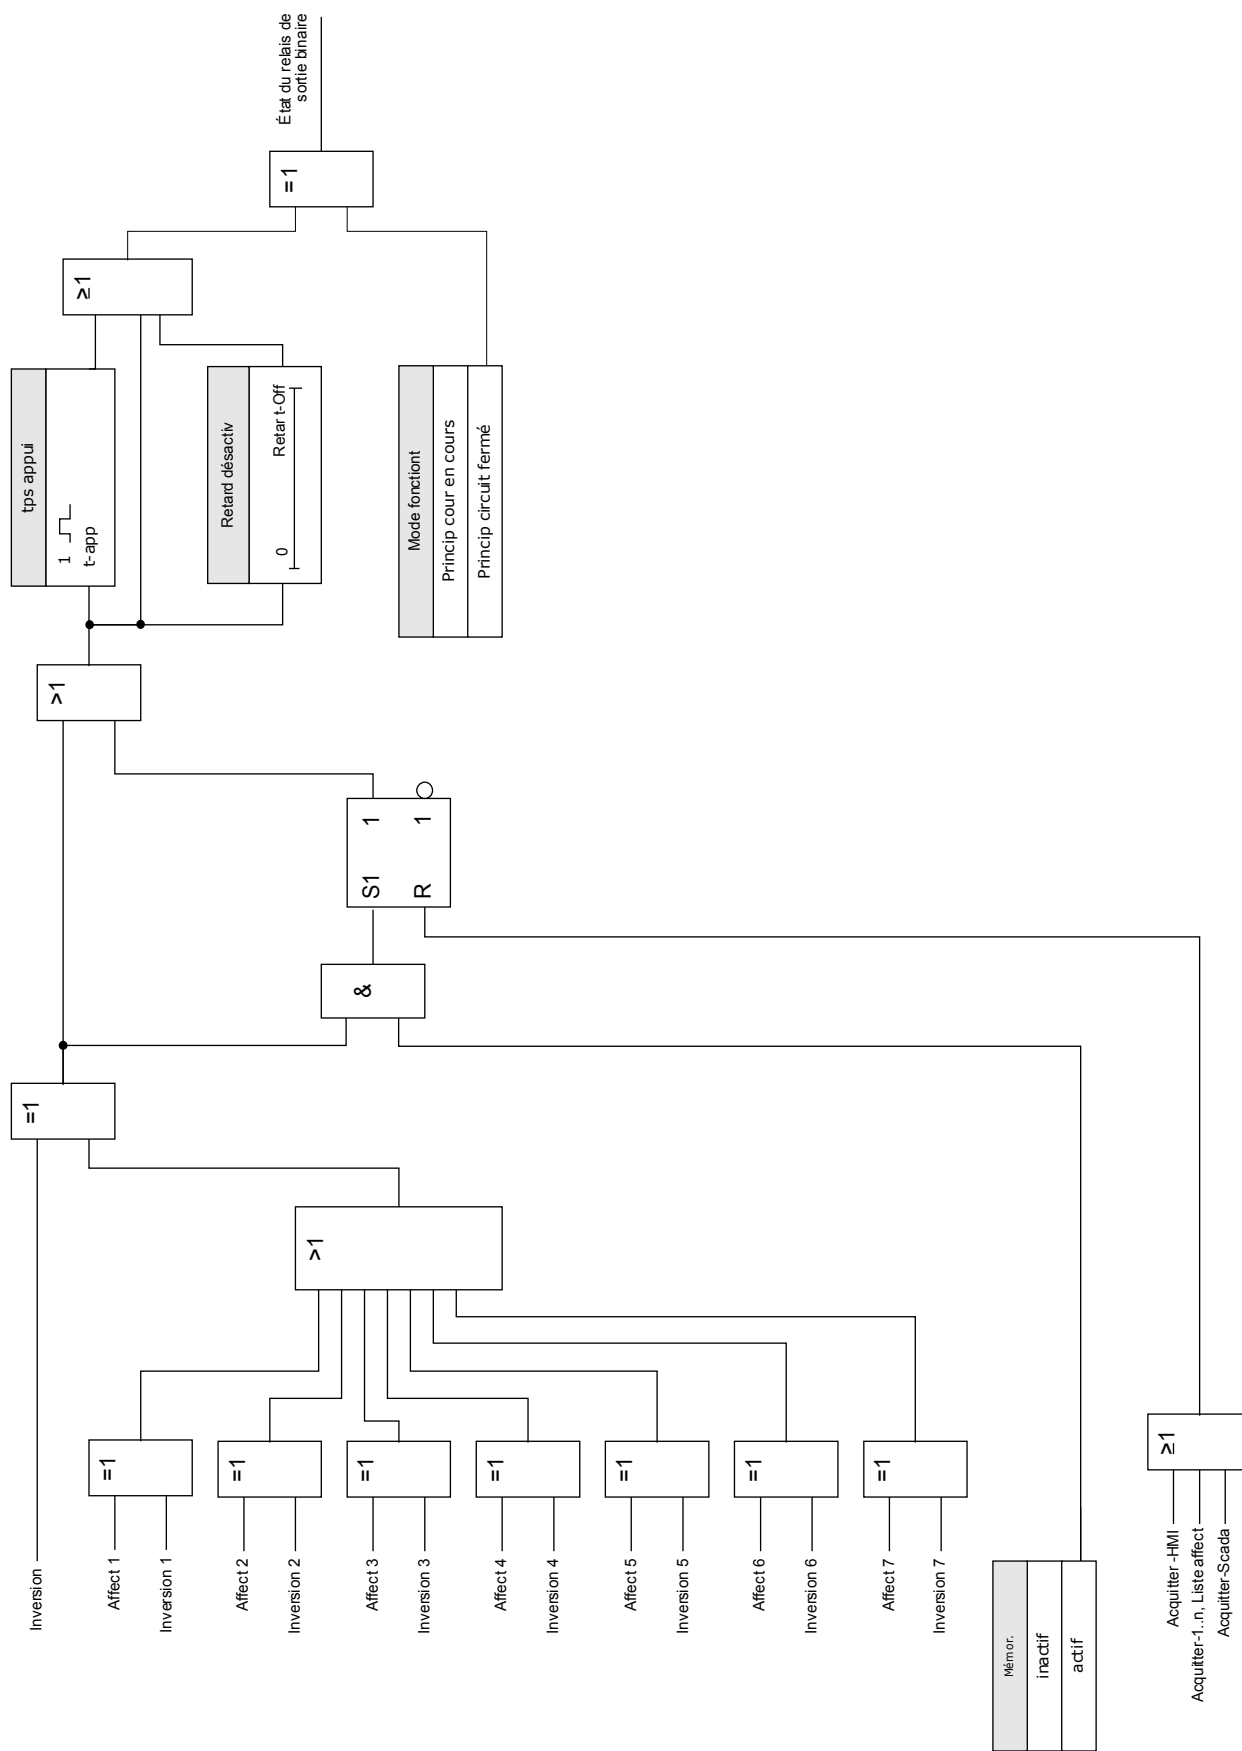 Inversion
Affect 1
Inversion 1
Affect 2
Inversion 2
Affect 3
Inversion 3
Affect 4
Inversion 4
Affect 5
Inversion 5
Affect 6
Inversion 6
Affect 7
Inversion 7
=1
=1
=1
=1
=1
=1
=1
>1
=1
Mémor.
inactif
actif
Acquitter -HMI
Acquitter-1..n, Liste affect
Acquitter-Scada
≥1
&
S1 1
R 1
>1
tps appui
1
t-app
Retard désactiv
0 Retar t-Off
Mode fonctiont
Princip cour en cours
Princip circuit fermé
≥1
=1
État du relais de
sortie binaire